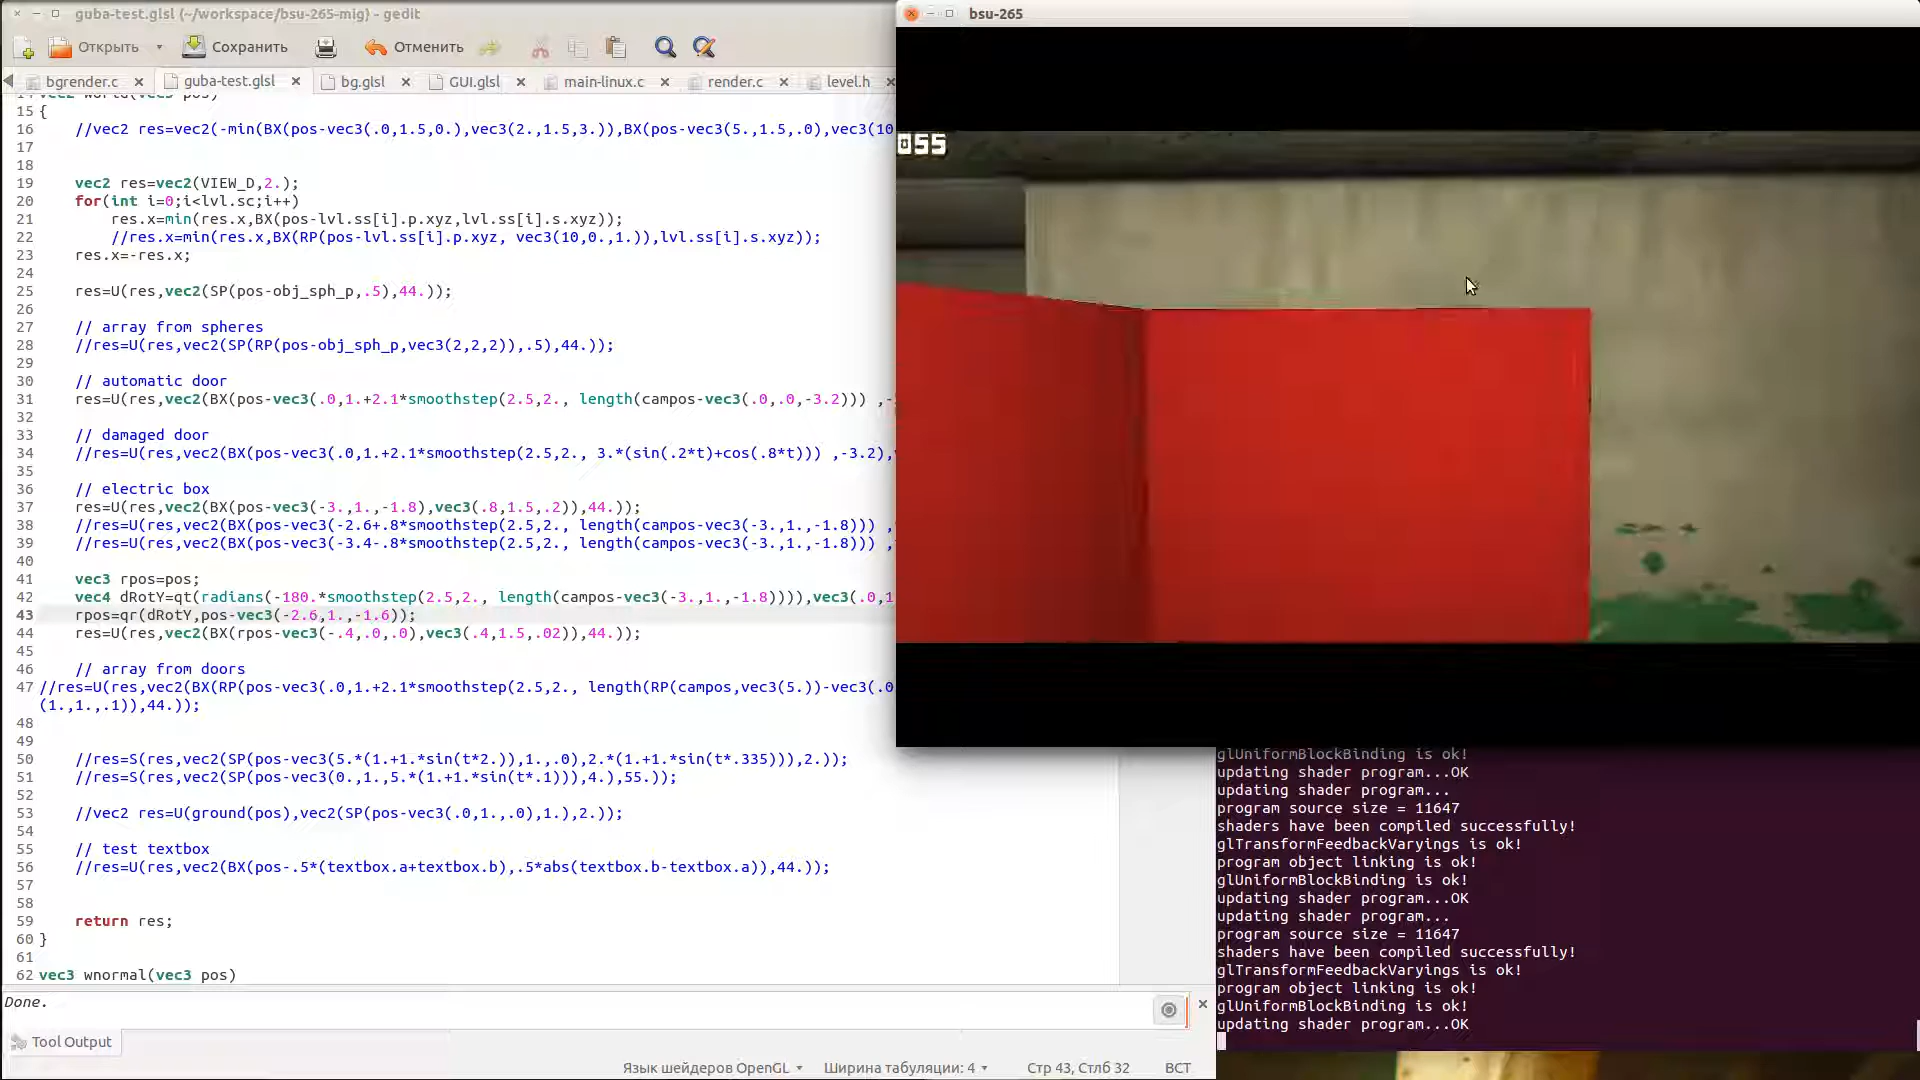 guba-test.glsl (~/workspace/bsu-265-mig) - gedit
Открыть
Сохранить
Отменить
bgrender.c
guba-test.glsl
bg.glsl
GUI.glsl
main-linux.c
render.c
level.h
14 vec2 world(vec3 pos)
15 {
16 //vec2 res=vec2(-min(BX(pos-vec3(.0,1.5,0.),vec3(2.,1.5,3.)),BX(pos-vec3(5.,1.5,.0),vec3(10
17
18
19 vec2 res=vec2(VIEW_D,2.);
20 for(int i=0;i<lvl.sc;i++)
21 res.x=min(res.x,BX(pos-lvl.ss[i].p.xyz,lvl.ss[i].s.xyz));
22 //res.x=min(res.x,BX(RP(pos-lvl.ss[i].p.xyz, vec3(10,0.,1.)),lvl.ss[i].s.xyz));
23 res.x=-res.x;
24
25 res=U(res,vec2(SP(pos-obj_sph_p,.5),44.));
26
27 // array from spheres
28 //res=U(res,vec2(SP(RP(pos-obj_sph_p,vec3(2,2,2)),.5),44.));
29
30 // automatic door
31 res=U(res,vec2(BX(pos-vec3(.0,1.+2.1*smoothstep(2.5,2., length(campos-vec3(.0,.0,-3.2))) ,-
32
33 // damaged door
34 //res=U(res,vec2(BX(pos-vec3(.0,1.+2.1*smoothstep(2.5,2., 3.*(sin(.2*t)+cos(.8*t))) ,-3.2),
35
36 // electric box
37 res=U(res,vec2(BX(pos-vec3(-3.,1.,-1.8),vec3(.8,1.5,.2)),44.));
38 //res=U(res,vec2(BX(pos-vec3(-2.6+.8*smoothstep(2.5,2., length(campos-vec3(-3.,1.,-1.8))) ,
39 //res=U(res,vec2(BX(pos-vec3(-3.4-.8*smoothstep(2.5,2., length(campos-vec3(-3.,1.,-1.8))) ,
40
41 vec3 rpos=pos;
42 vec4 dRotY=qt(radians(-180.*smoothstep(2.5,2., length(campos-vec3(-3.,1.,-1.8)))),vec3(.0,1
43 rpos=qr(dRotY,pos-vec3(-2.6,1.,-1.6));
44 res=U(res,vec2(BX(rpos-vec3(-.4,.0,.0),vec3(.4,1.5,.02)),44.));
45
46 // array from doors
47 //res=U(res,vec2(BX(RP(pos-vec3(.0,1.+2.1*smoothstep(2.5,2., length(RP(campos,vec3(5.))-vec3(.0
(1.,1.,.1)),44.));
48
49
50 //res=S(res,vec2(SP(pos-vec3(5.*(1.+1.*sin(t*2.)),1.,.0),2.*(1.+1.*sin(t*.335))),2.));
51 //res=S(res,vec2(SP(pos-vec3(0.,1.,5.*(1.+1.*sin(t*.1))),4.),55.));
52
53 //vec2 res=U(ground(pos),vec2(SP(pos-vec3(.0,1.,.0),1.),2.));
54
55 // test textbox
56 //res=U(res,vec2(BX(pos-.5*(textbox.a+textbox.b),.5*abs(textbox.b-textbox.a)),44.));
57
58
59 return res;
60 }
61
62 vec3 wnormal(vec3 pos)
Done.
Tool Output
Язык шейдеров OpenGL
Ширина табуляции: 4
Стр 43, Стлб 32
ВСТ
bsu-265
055
glUniformBlockBinding is ok!
updating shader program...OK
updating shader program...
program source size = 11647
shaders have been compiled successfully!
glTransformFeedbackVaryings is ok!
program object linking is ok!
glUniformBlockBinding is ok!
updating shader program...OK
updating shader program...
program source size = 11647
shaders have been compiled successfully!
glTransformFeedbackVaryings is ok!
program object linking is ok!
glUniformBlockBinding is ok!
updating shader program...OK